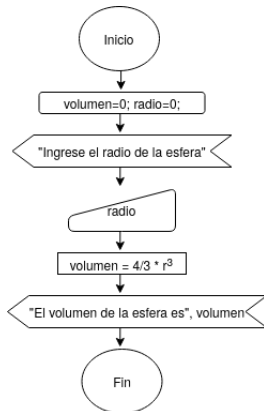 Inicio
volumen=0; radio=0;
"Ingrese el radio de la esfera"
radio
volumen = 4/3 * r³
"El volumen de la esfera es", volumen
Fin